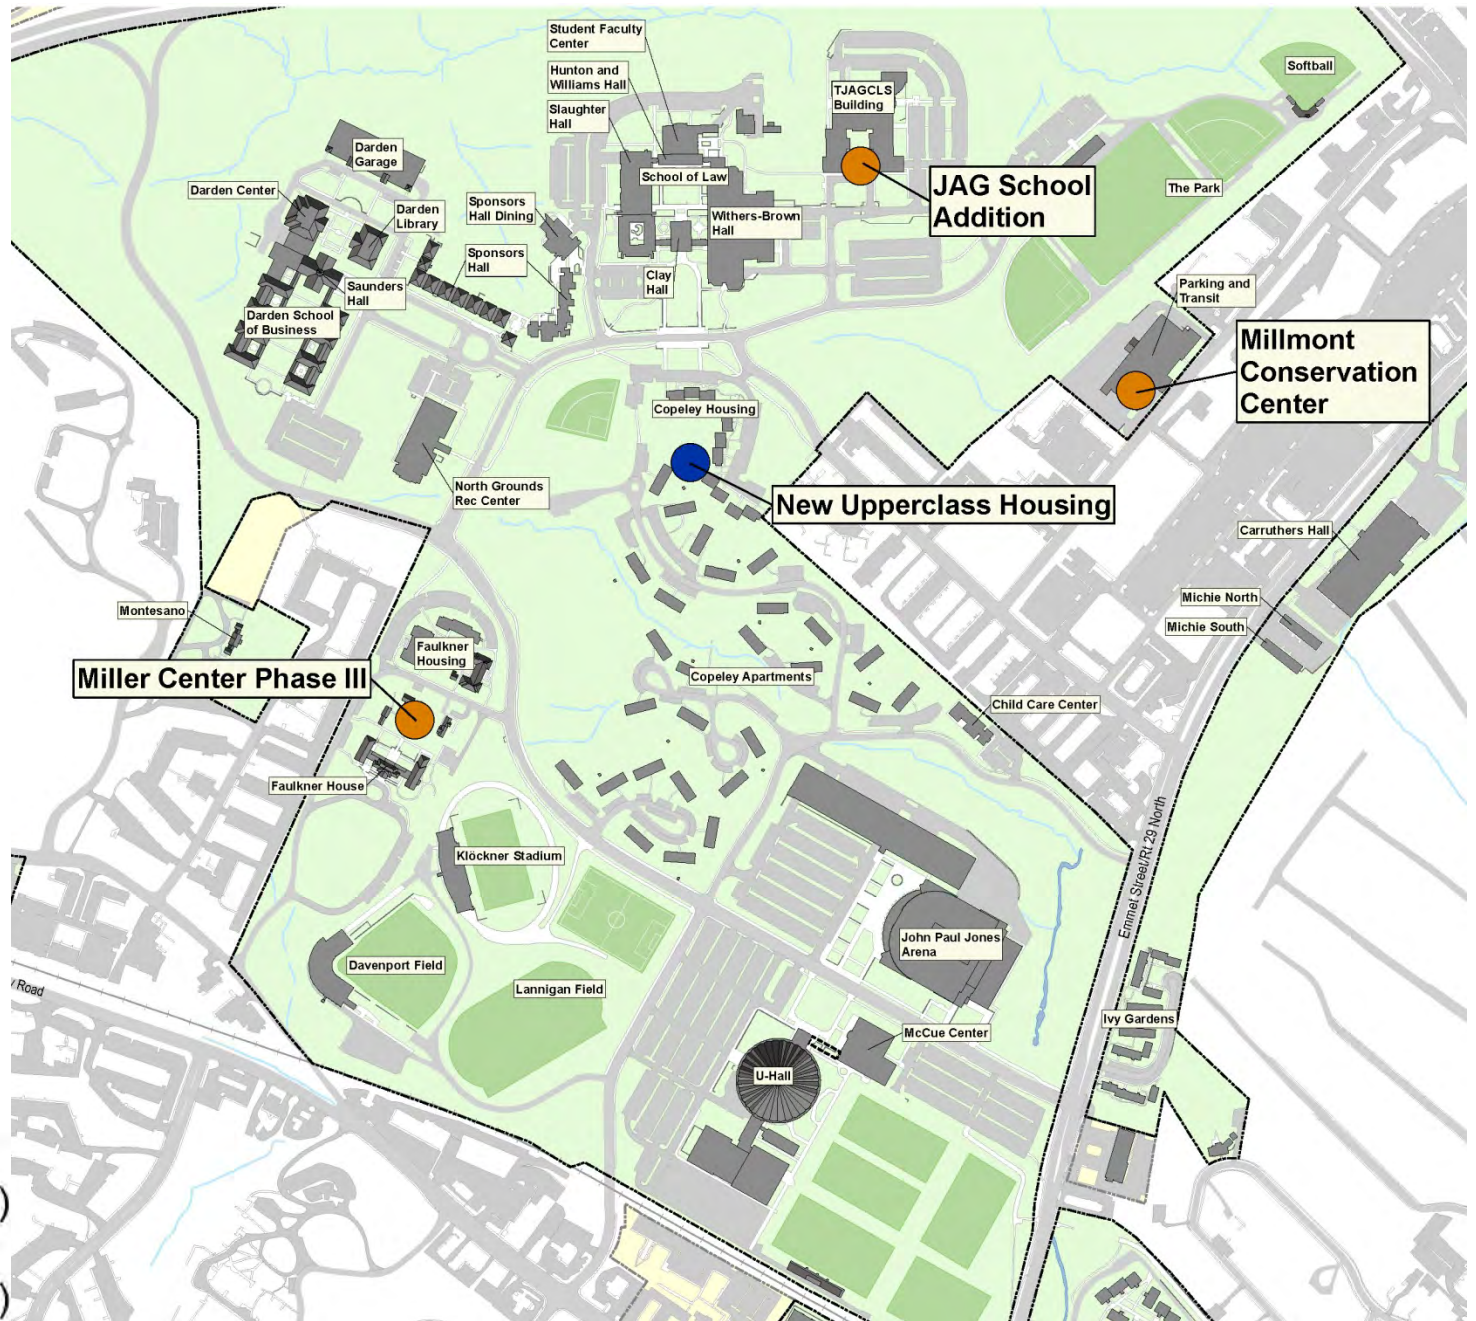 Student Faculty
Center
Hunton and
Williams Hall
Slaughter
Hall
TJAGCLS
Building
Softball
Darden
Garage
School of Law
JAG School
Addition
The Park
Darden Center
Darden
Library
Sponsors
Hall Dining
Withers-Brown
Hall
Sponsors
Hall
Saunders
Hall
Clay
Hall
Parking and
Transit
Darden School
of Business
Millmont
Conservation
Center
Copeley Housing
North Grounds
Rec Center
New Upperclass Housing
Carruthers Hall
Michie North
Montesano
Michie South
Faulkner
Housing
Miller Center Phase III
Copeley Apartments
Child Care Center
Faulkner House
Emmet Street/Rt 29 North
Klöckner Stadium
John Paul Jones
Arena
Davenport Field
Lannigan Field
y Road
Ivy Gardens
McCue Center
U-Hall
)
)